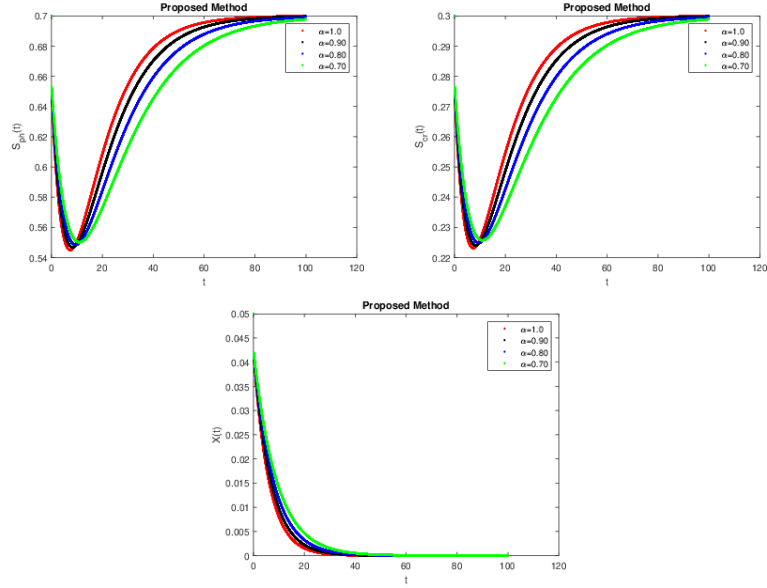 Proposed Method
0.7
0.68
0.66
0.64
0.62
0.6
0.58
0.56
0.54
S_ph(t)
α=1.0
α=0.90
α=0.80
α=0.70
0 20 40 60 80 100 120
t
Proposed Method
0.3
0.29
0.28
0.27
0.26
0.25
0.24
0.23
0.22
S_cr(t)
α=1.0
α=0.90
α=0.80
α=0.70
0 20 40 60 80 100 120
t
Proposed Method
0.05
0.045
0.04
0.035
0.03
0.025
0.02
0.015
0.01
0.005
0
X(t)
α=1.0
α=0.90
α=0.80
α=0.70
0 20 40 60 80 100 120
t